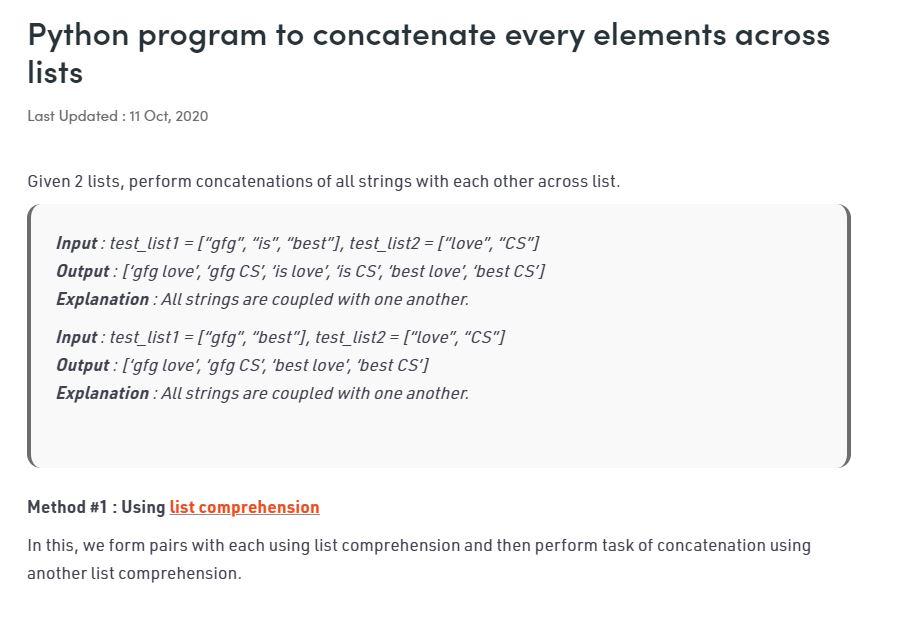 Python program to concatenate every elements across
lists
Last Updated : 11 Oct, 2020
Given 2 lists, perform concatenations of all strings with each other across list.
Input : test_list1 = [“gfg”, “is”, “best”], test_list2 = [“love”, “CS”]
Output : [‘gfg love’, ‘gfg CS’, ‘is love’, ‘is CS’, ‘best love’, ‘best CS’]
Explanation : All strings are coupled with one another.
Input : test_list1 = [“gfg”, “best”], test_list2 = [“love”, “CS”]
Output : [‘gfg love’, ‘gfg CS’, ‘best love’, ‘best CS’]
Explanation : All strings are coupled with one another.
Method #1 : Using list comprehension
In this, we form pairs with each using list comprehension and then perform task of concatenation using
another list comprehension.